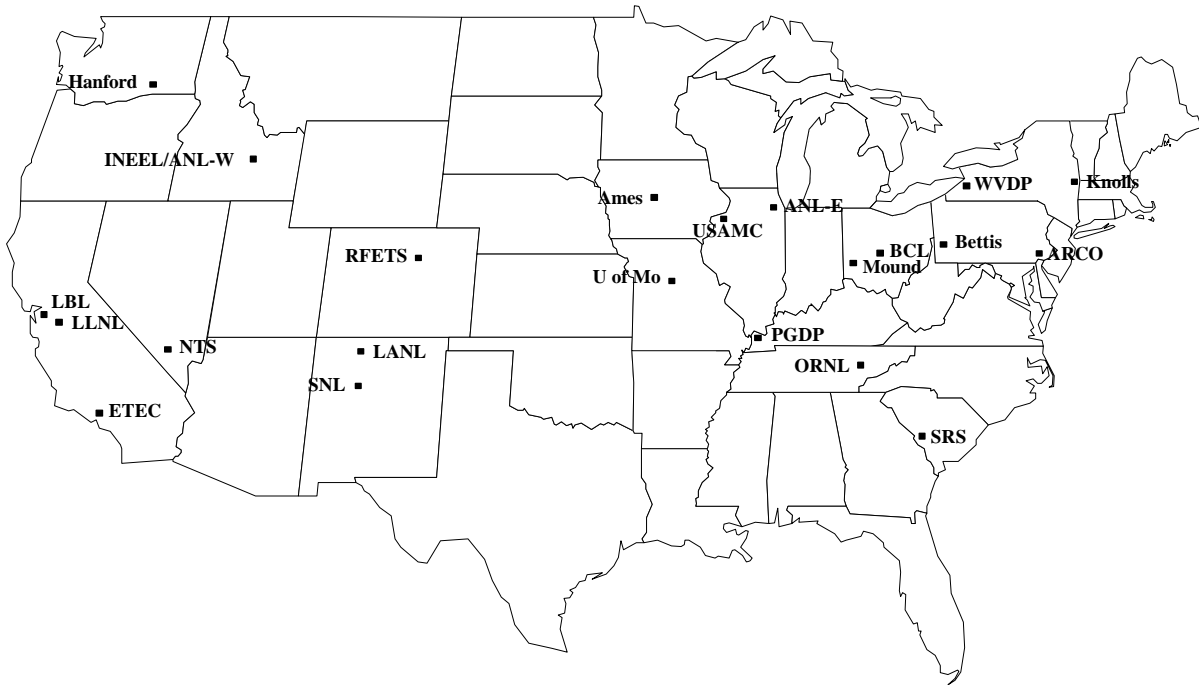 Hanford
INEEL/ANL-W
Ames
WVDP
Knolls
ANL-E
USAMC
RFETS
Bettis
BCL
ARCO
Mound
U of Mo
LBL
LLNL
PGDP
NTS
LANL
ORNL
SNL
ETEC
SRS